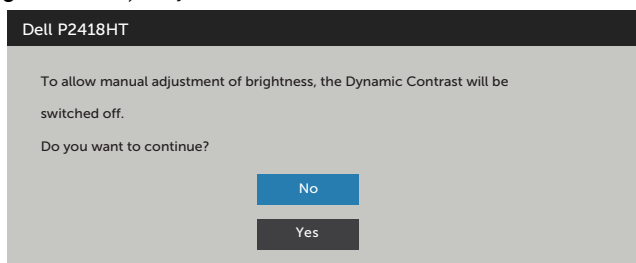 Dell P2418HT
To allow manual adjustment of brightness, the Dynamic Contrast will be
switched off.
Do you want to continue?
No
Yes